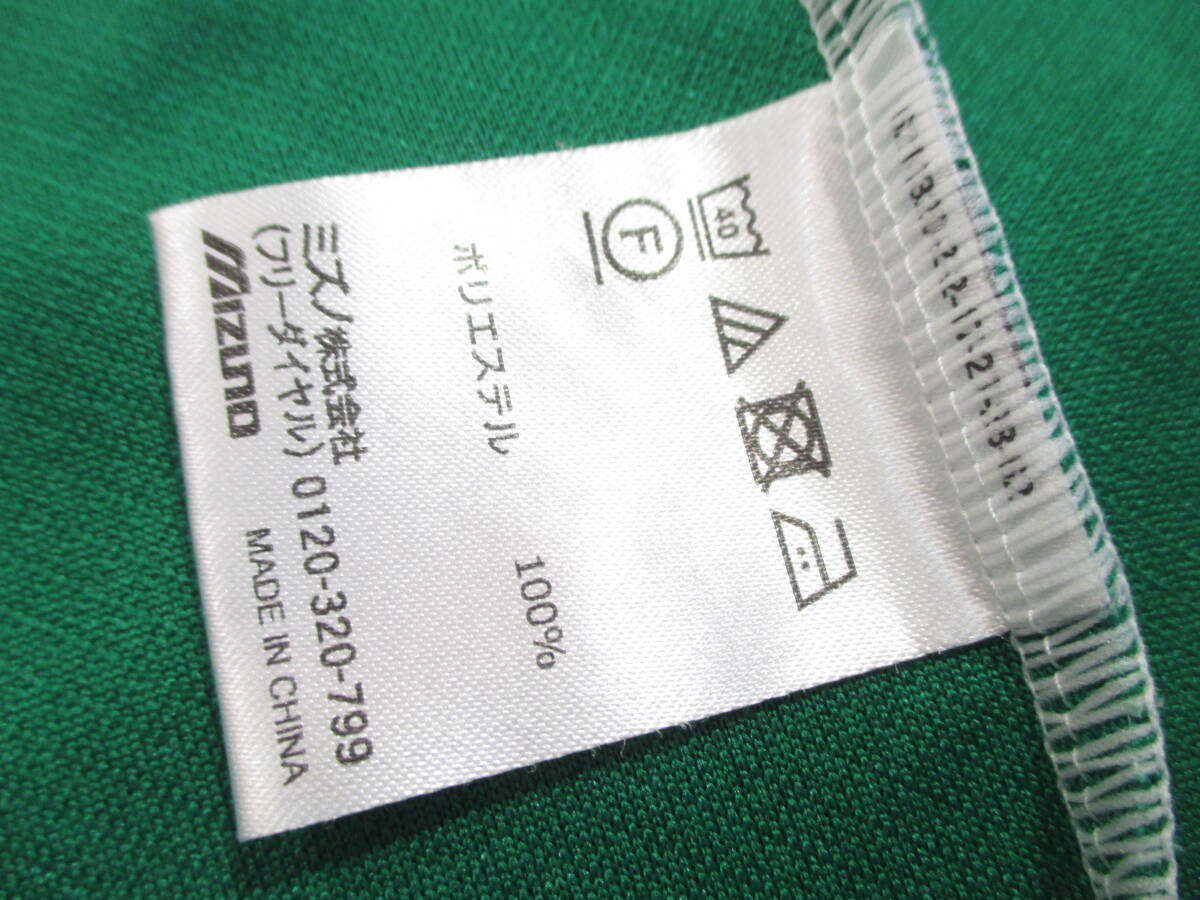 40
F
ポリエステル 100%
ミズノ株式会社
(フリーダイヤル) 0120-320-799
mizuno MADE IN CHINA